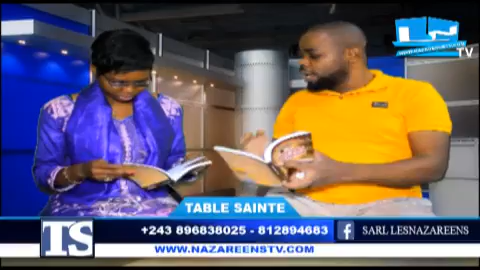 TV
TABLE SAINTE
TS
+243 896838025 - 812894683
f SARL LESNAZAREENS
WWW.NAZAREENSTV.COM